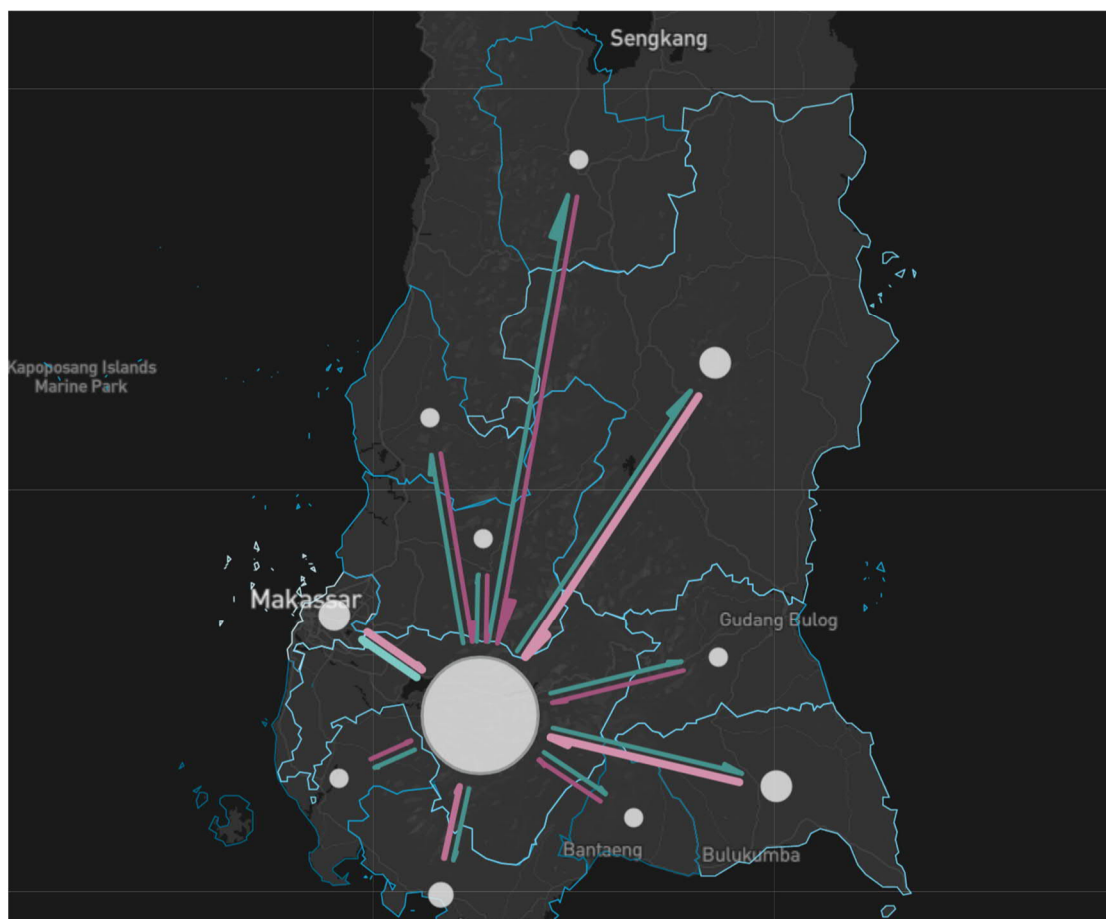 Sengkang
Kapoposang Islands
Marine Park
Makassar
Gudang Bulog
Bantaeng
Bulukumba